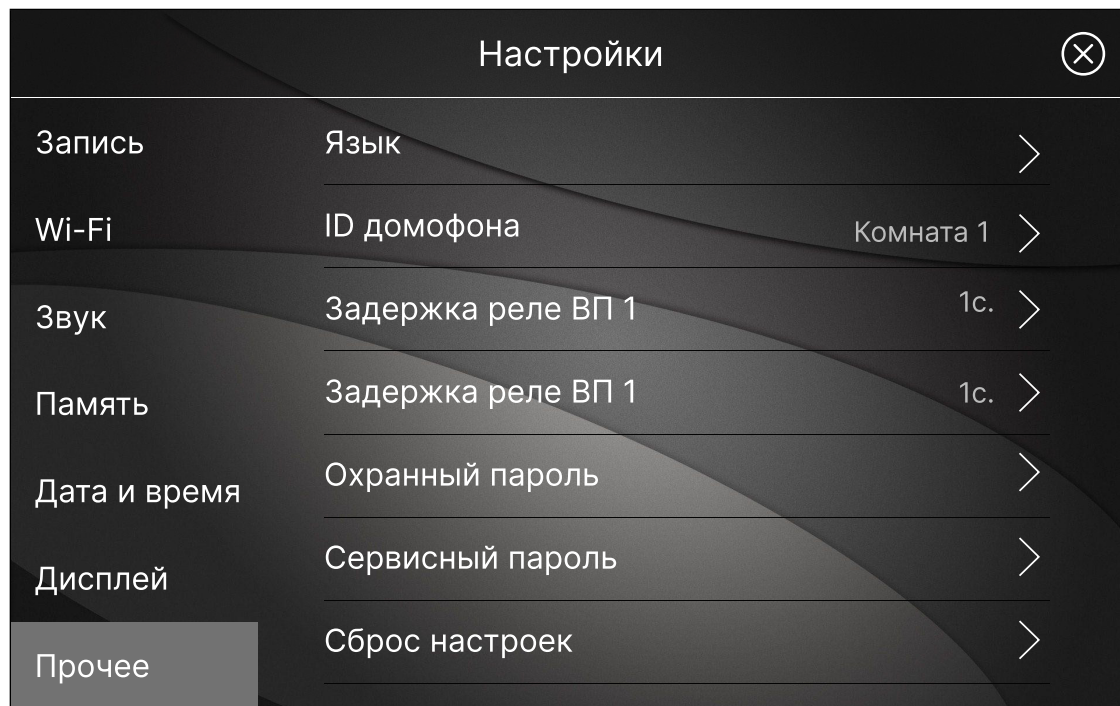 Настройки
Запись
Wi-Fi
Звук
Память
Дата и время
Дисплей
Прочее
Язык
ID домофона Комната 1
Задержка реле ВП 1 1с.
Задержка реле ВП 1 1с.
Охранный пароль
Сервисный пароль
Сброс настроек